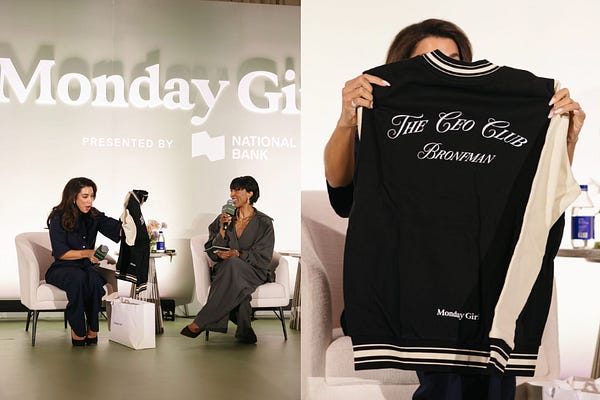 Monday Gi
PRESENTED BY NATIONAL
BANK
The CEO Club
Bronfman
Monday Gir